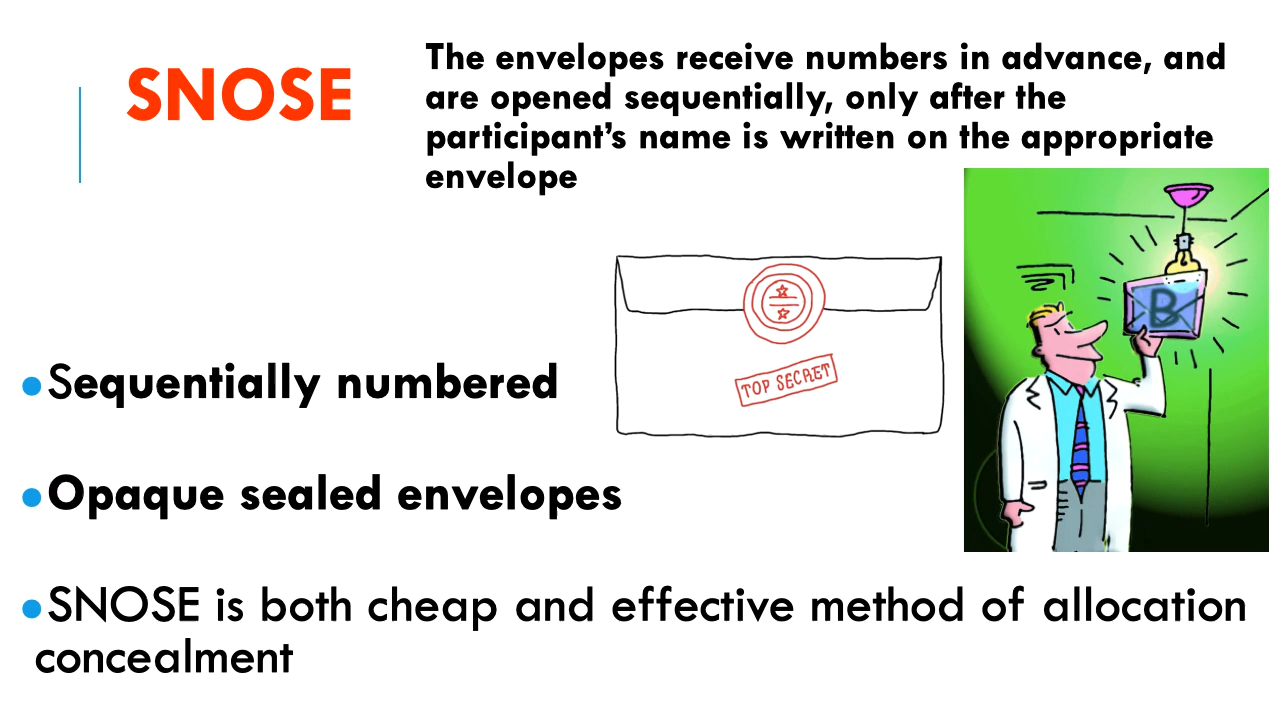 SNOSE
The envelopes receive numbers in advance, and
are opened sequentially, only after the
participant’s name is written on the appropriate
envelope
B
TOP SECRET
●Sequentially numbered
●Opaque sealed envelopes
●SNOSE is both cheap and effective method of allocation
concealment